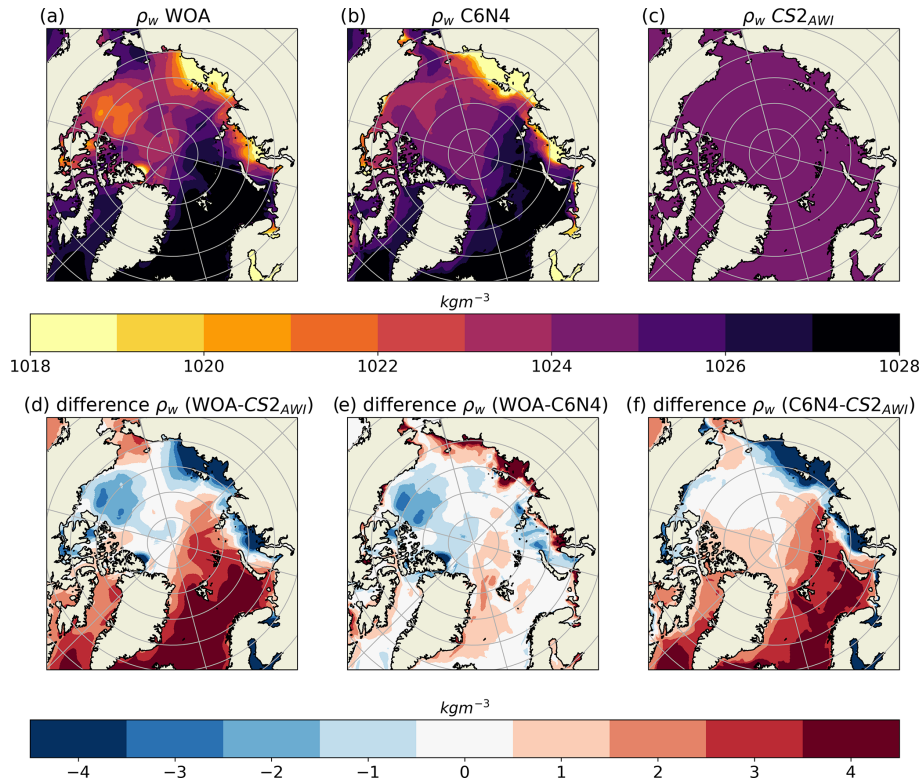 (a) ρw WOA
(b) ρw C6N4
(c) ρw CS2AWI
kgm−3
1018 1020 1022 1024 1026 1028
(d) difference ρw (WOA-CS2AWI)
(e) difference ρw (WOA-C6N4)
(f) difference ρw (C6N4-CS2AWI)
kgm−3
−4 −3 −2 −1 0 1 2 3 4